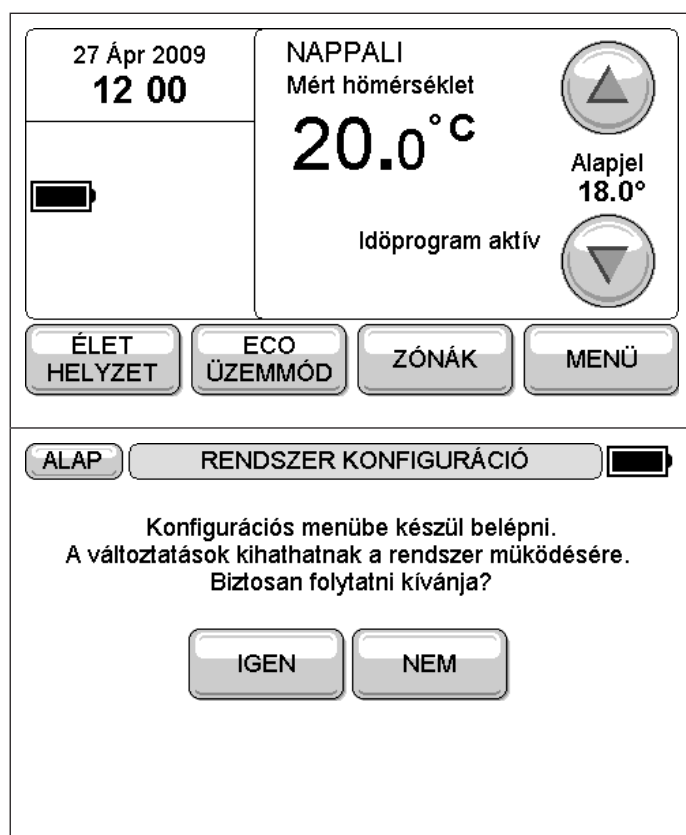 27 Ápr 2009
12 00
NAPPALI
Mért hömérséklet
20.0°C
Alapjel
18.0°
Idöprogram aktív
ÉLET
HELYZET
ECO
ÜZEMMÓD
ZÓNÁK
MENÜ
ALAP
RENDSZER KONFIGURÁCIÓ
Konfigurációs menübe készül belépni.
A változtatások kihathatnak a rendszer müködésére.
Biztosan folytatni kívánja?
IGEN
NEM